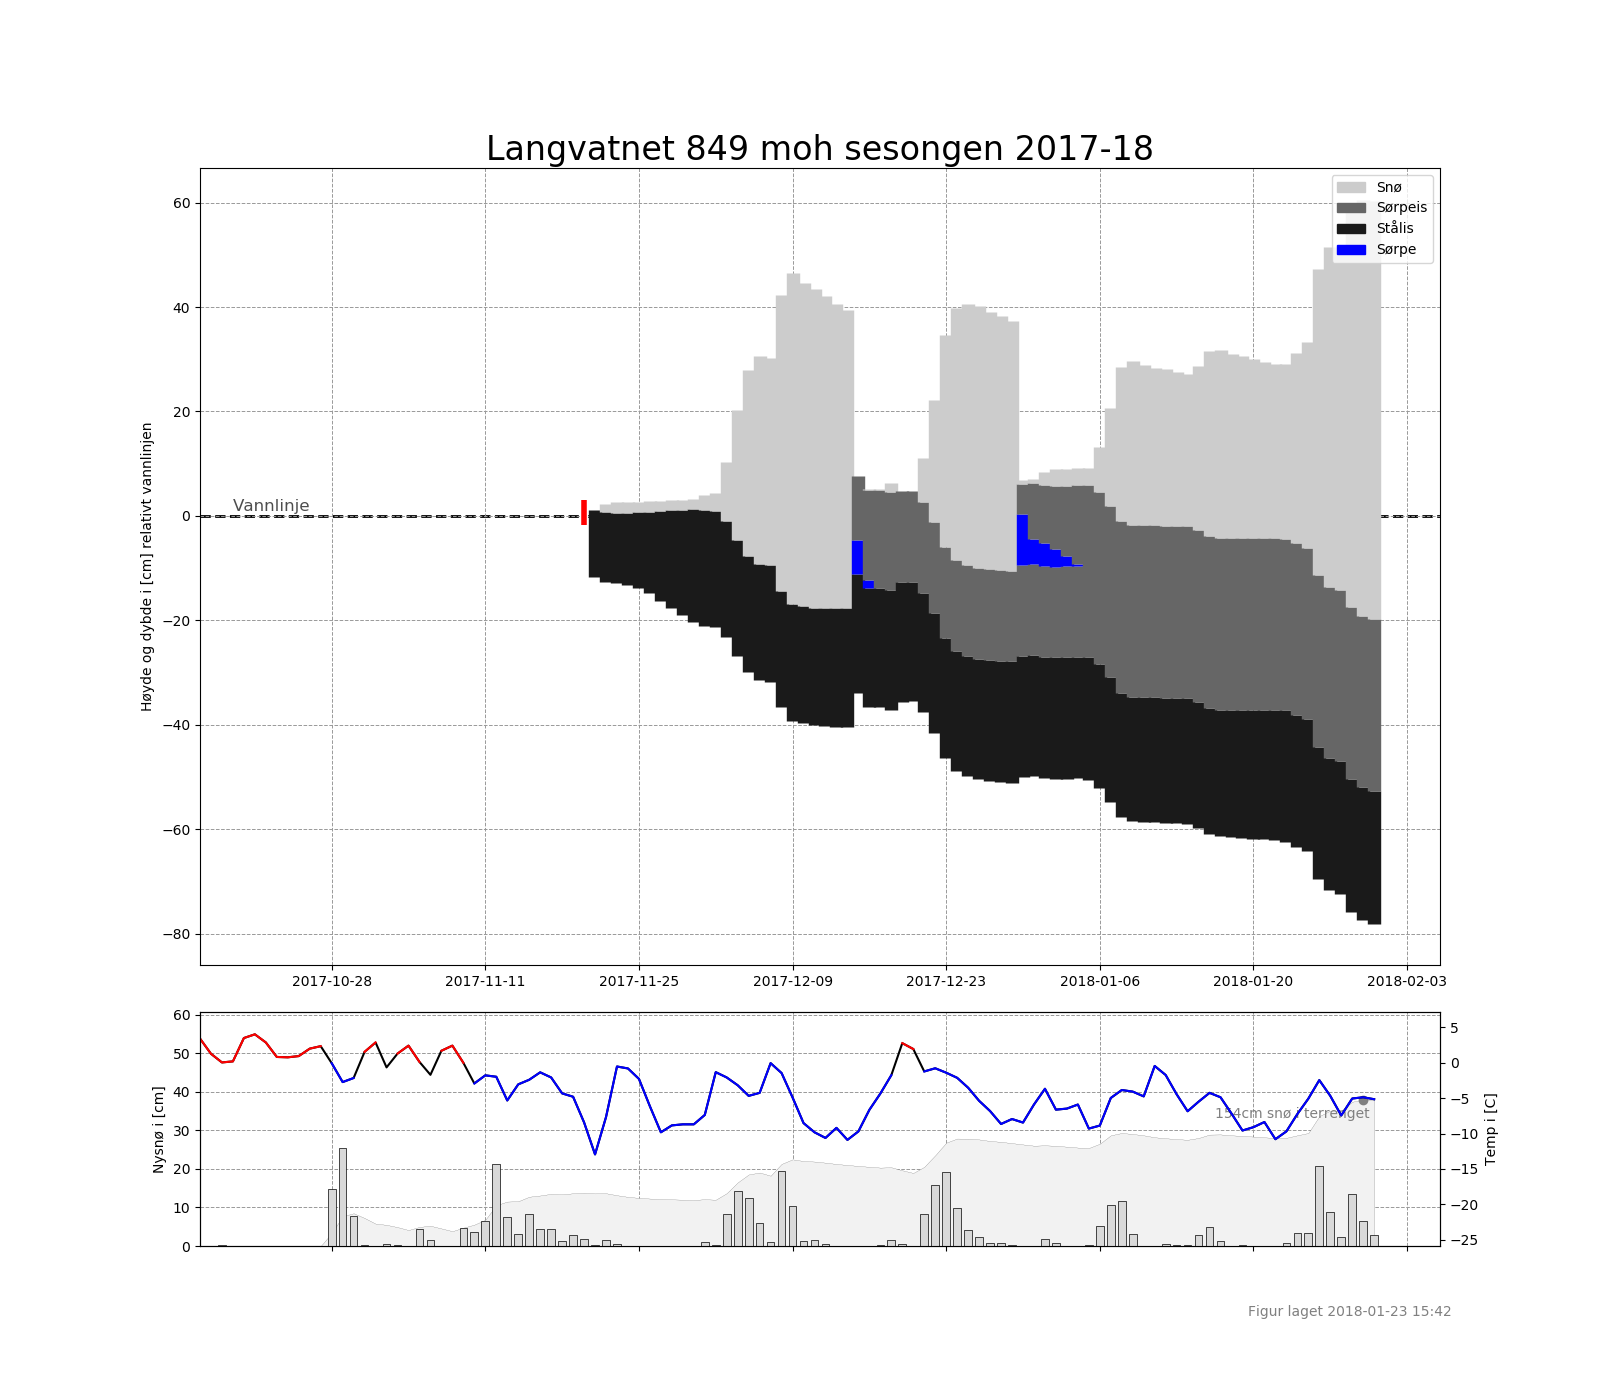 Langvatnet 849 moh sesongen 2017-18
Høyde og dybde i [cm] relativt vannlinjen
60
40
20
0
−20
−40
−60
−80
Vannlinje
Snø
Sørpeis
Stålis
Sørpe
2017-10-28 2017-11-11 2017-11-25 2017-12-09 2017-12-23 2018-01-06 2018-01-20 2018-02-03
Nysnø i [cm]
60
50
40
30
20
10
0
154cm snø i terrenget
5
0
−5
−10
−15
−20
−25
Temp i [C]
Figur laget 2018-01-23 15:42